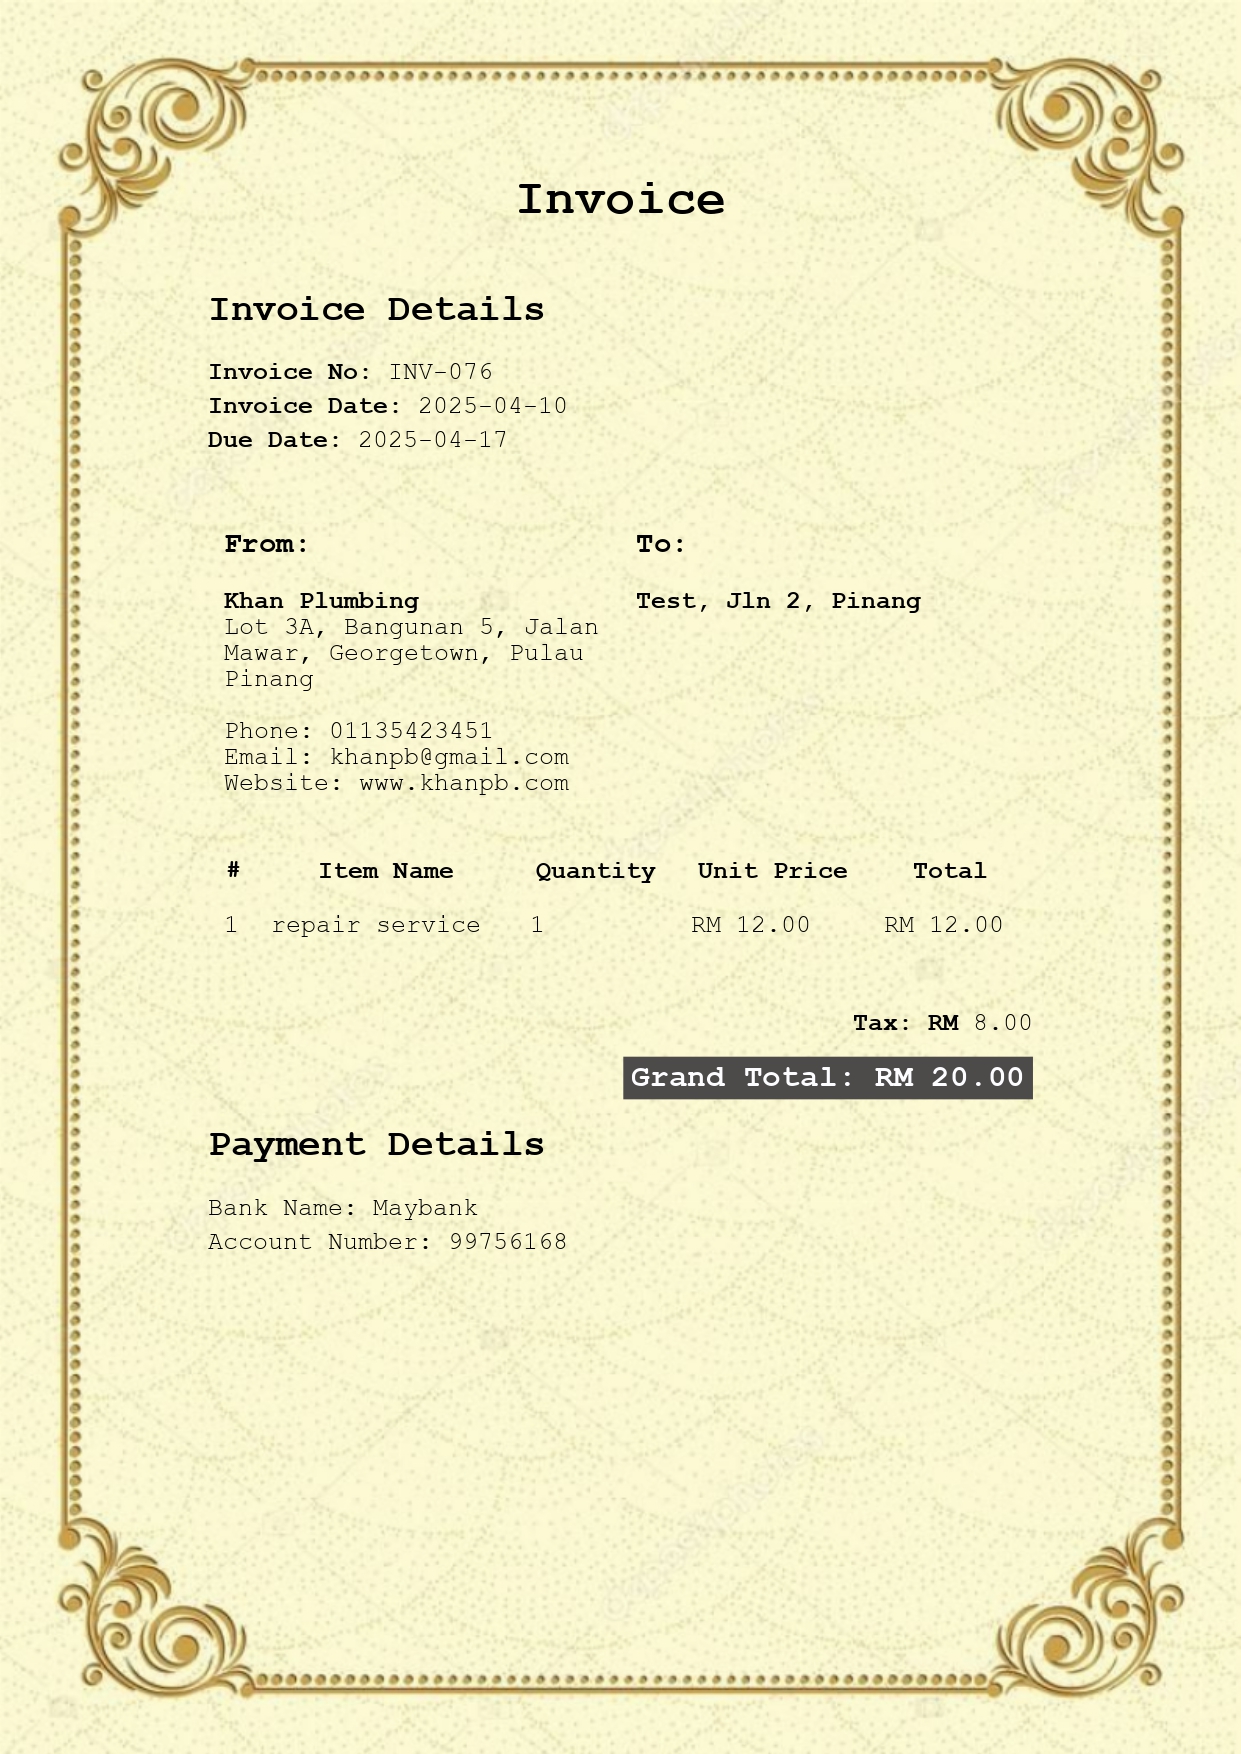 Invoice
Invoice Details
Invoice No: INV-076
Invoice Date: 2025-04-10
Due Date: 2025-04-17
From:
Khan Plumbing
Lot 3A, Bangunan 5, Jalan
Mawar, Georgetown, Pulau
Pinang
Phone: 01135423451
Email: khanpb@gmail.com
Website: www.khanpb.com
To:
Test, Jln 2, Pinang
# Item Name Quantity Unit Price Total
1 repair service 1 RM 12.00 RM 12.00
Tax: RM 8.00
Grand Total: RM 20.00
Payment Details
Bank Name: Maybank
Account Number: 99756168